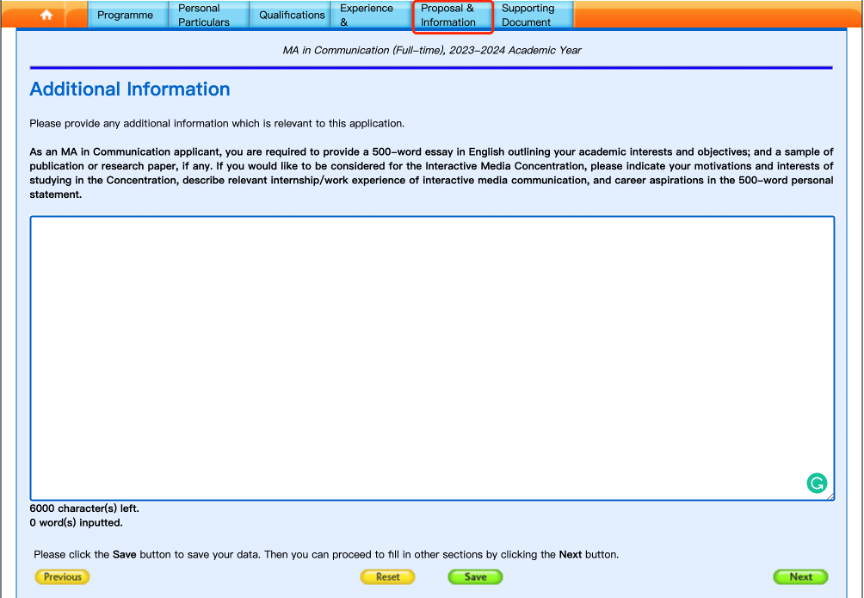 Programme
Personal
Particulars
Qualifications
Experience
&
Proposal &
Information
Supporting
Document
MA in Communication (Full-time), 2023-2024 Academic Year
Additional Information
Please provide any additional information which is relevant to this application.
As an MA in Communication applicant, you are required to provide a 500-word essay in English outlining your academic interests and objectives; and a sample of
publication or research paper, if any. If you would like to be considered for the Interactive Media Concentration, please indicate your motivations and interests of
studying in the Concentration, describe relevant internship/work experience of interactive media communication, and career aspirations in the 500-word personal
statement.
6000 character(s) left.
0 word(s) inputted.
Please click the Save button to save your data. Then you can proceed to fill in other sections by clicking the Next button.
Previous Reset Save Next